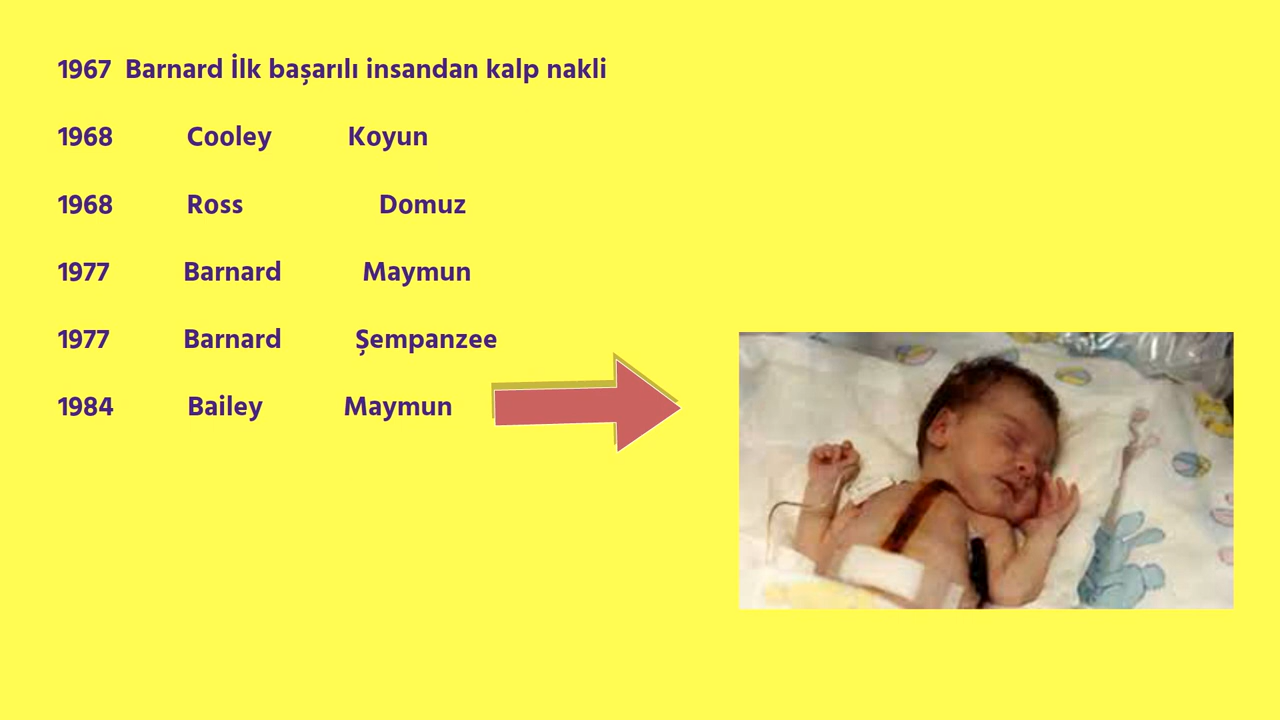 1967 Barnard İlk başarılı insandan kalp nakli
1968 Cooley Koyun
1968 Ross Domuz
1977 Barnard Maymun
1977 Barnard Şempanzee
1984 Bailey Maymun